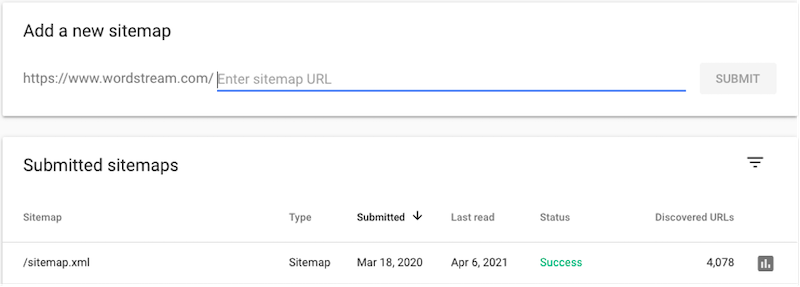 Add a new sitemap
https://www.wordstream.com/ Enter sitemap URL SUBMIT
Submitted sitemaps
Sitemap Type Submitted Last read Status Discovered URLs
/sitemap.xml Sitemap Mar 18, 2020 Apr 6, 2021 Success 4,078